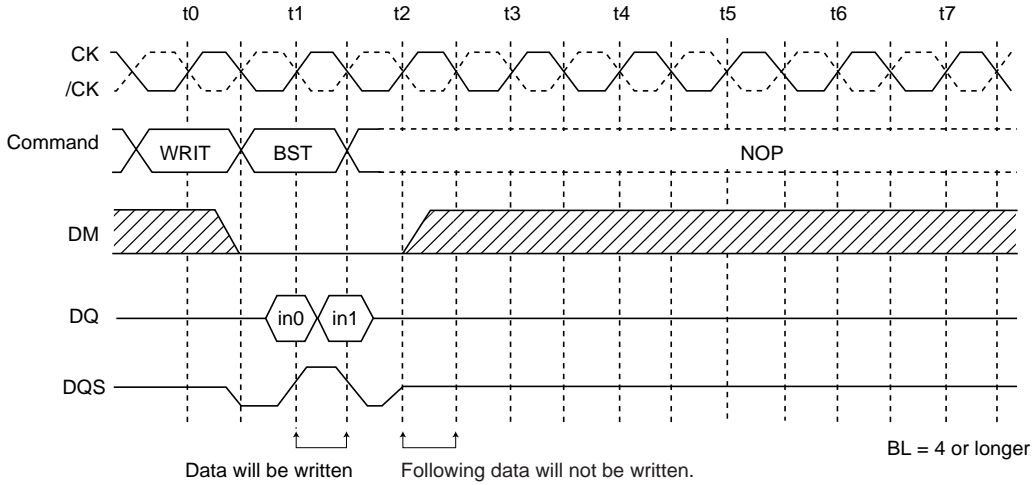 t0 t1 t2 t3 t4 t5 t6 t7
CK
/CK
Command WRIT BST NOP
DM
DQ in0 in1
DQS
BL = 4 or longer
Data will be written Following data will not be written.